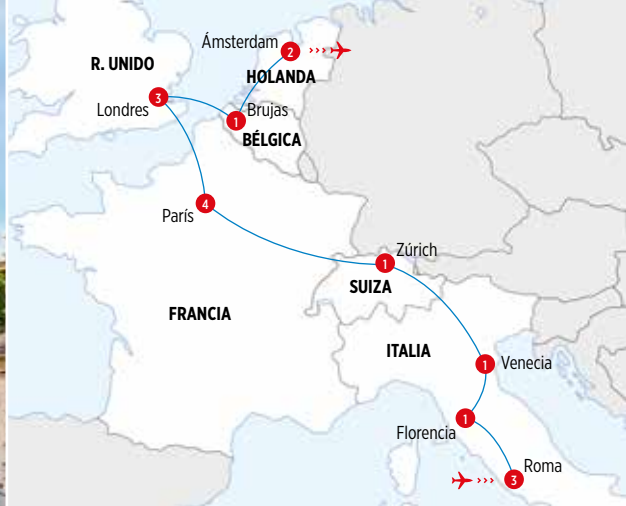 Ámsterdam
2
›››
R. UNIDO
HOLANDA
3
Londres
Brujas
1
BÉLGICA
4
París
Zúrich
1
SUIZA
FRANCIA
ITALIA
1
Venecia
1
Florencia
Roma
›››
3